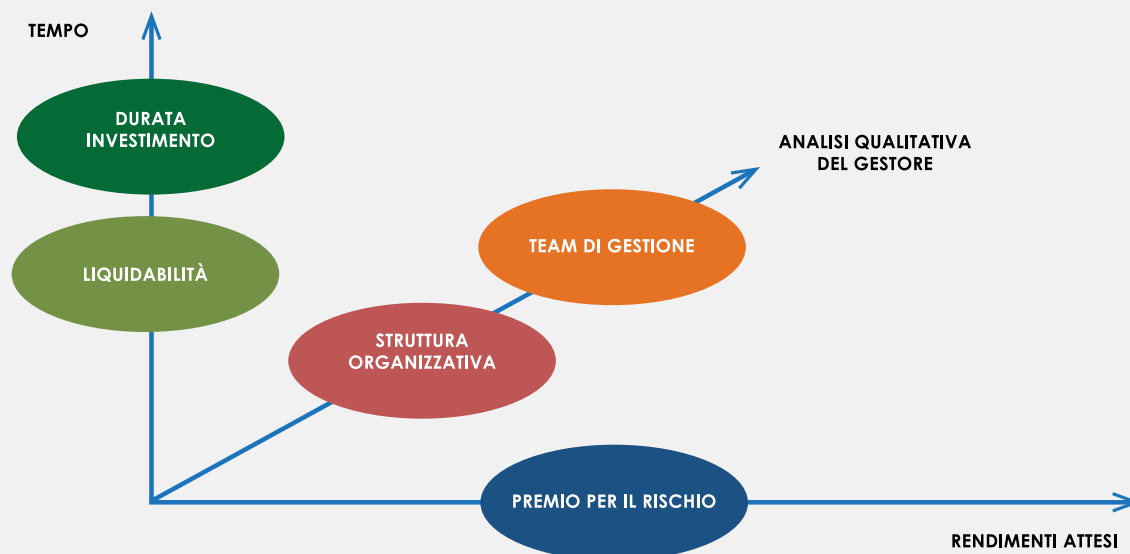 TEMPO
DURATA
INVESTIMENTO
ANALISI QUALITATIVA
DEL GESTORE
TEAM DI GESTIONE
LIQUIDABILITÀ
STRUTTURA
ORGANIZZATIVA
PREMIO PER IL RISCHIO
RENDIMENTI ATTESI